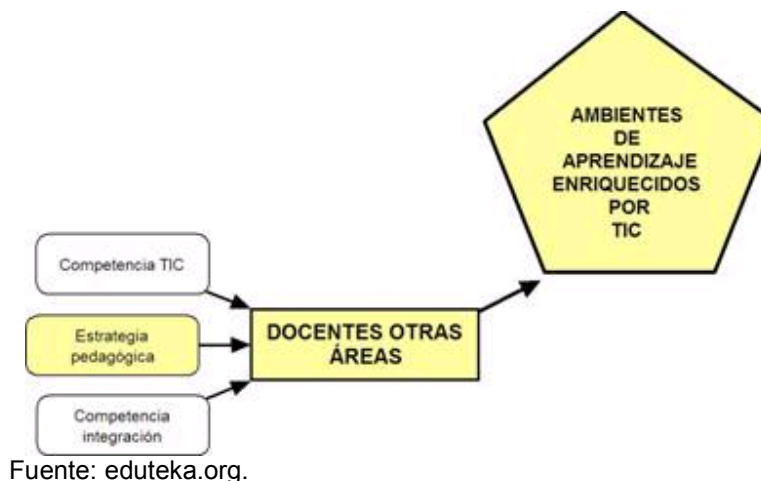 AMBIENTES
DE
APRENDIZAJE
ENRIQUECIDOS
POR
TIC
Competencia TIC
Estrategia
pedagógica
DOCENTES OTRAS
ÁREAS
Competencia
integración
Fuente: eduteka.org.